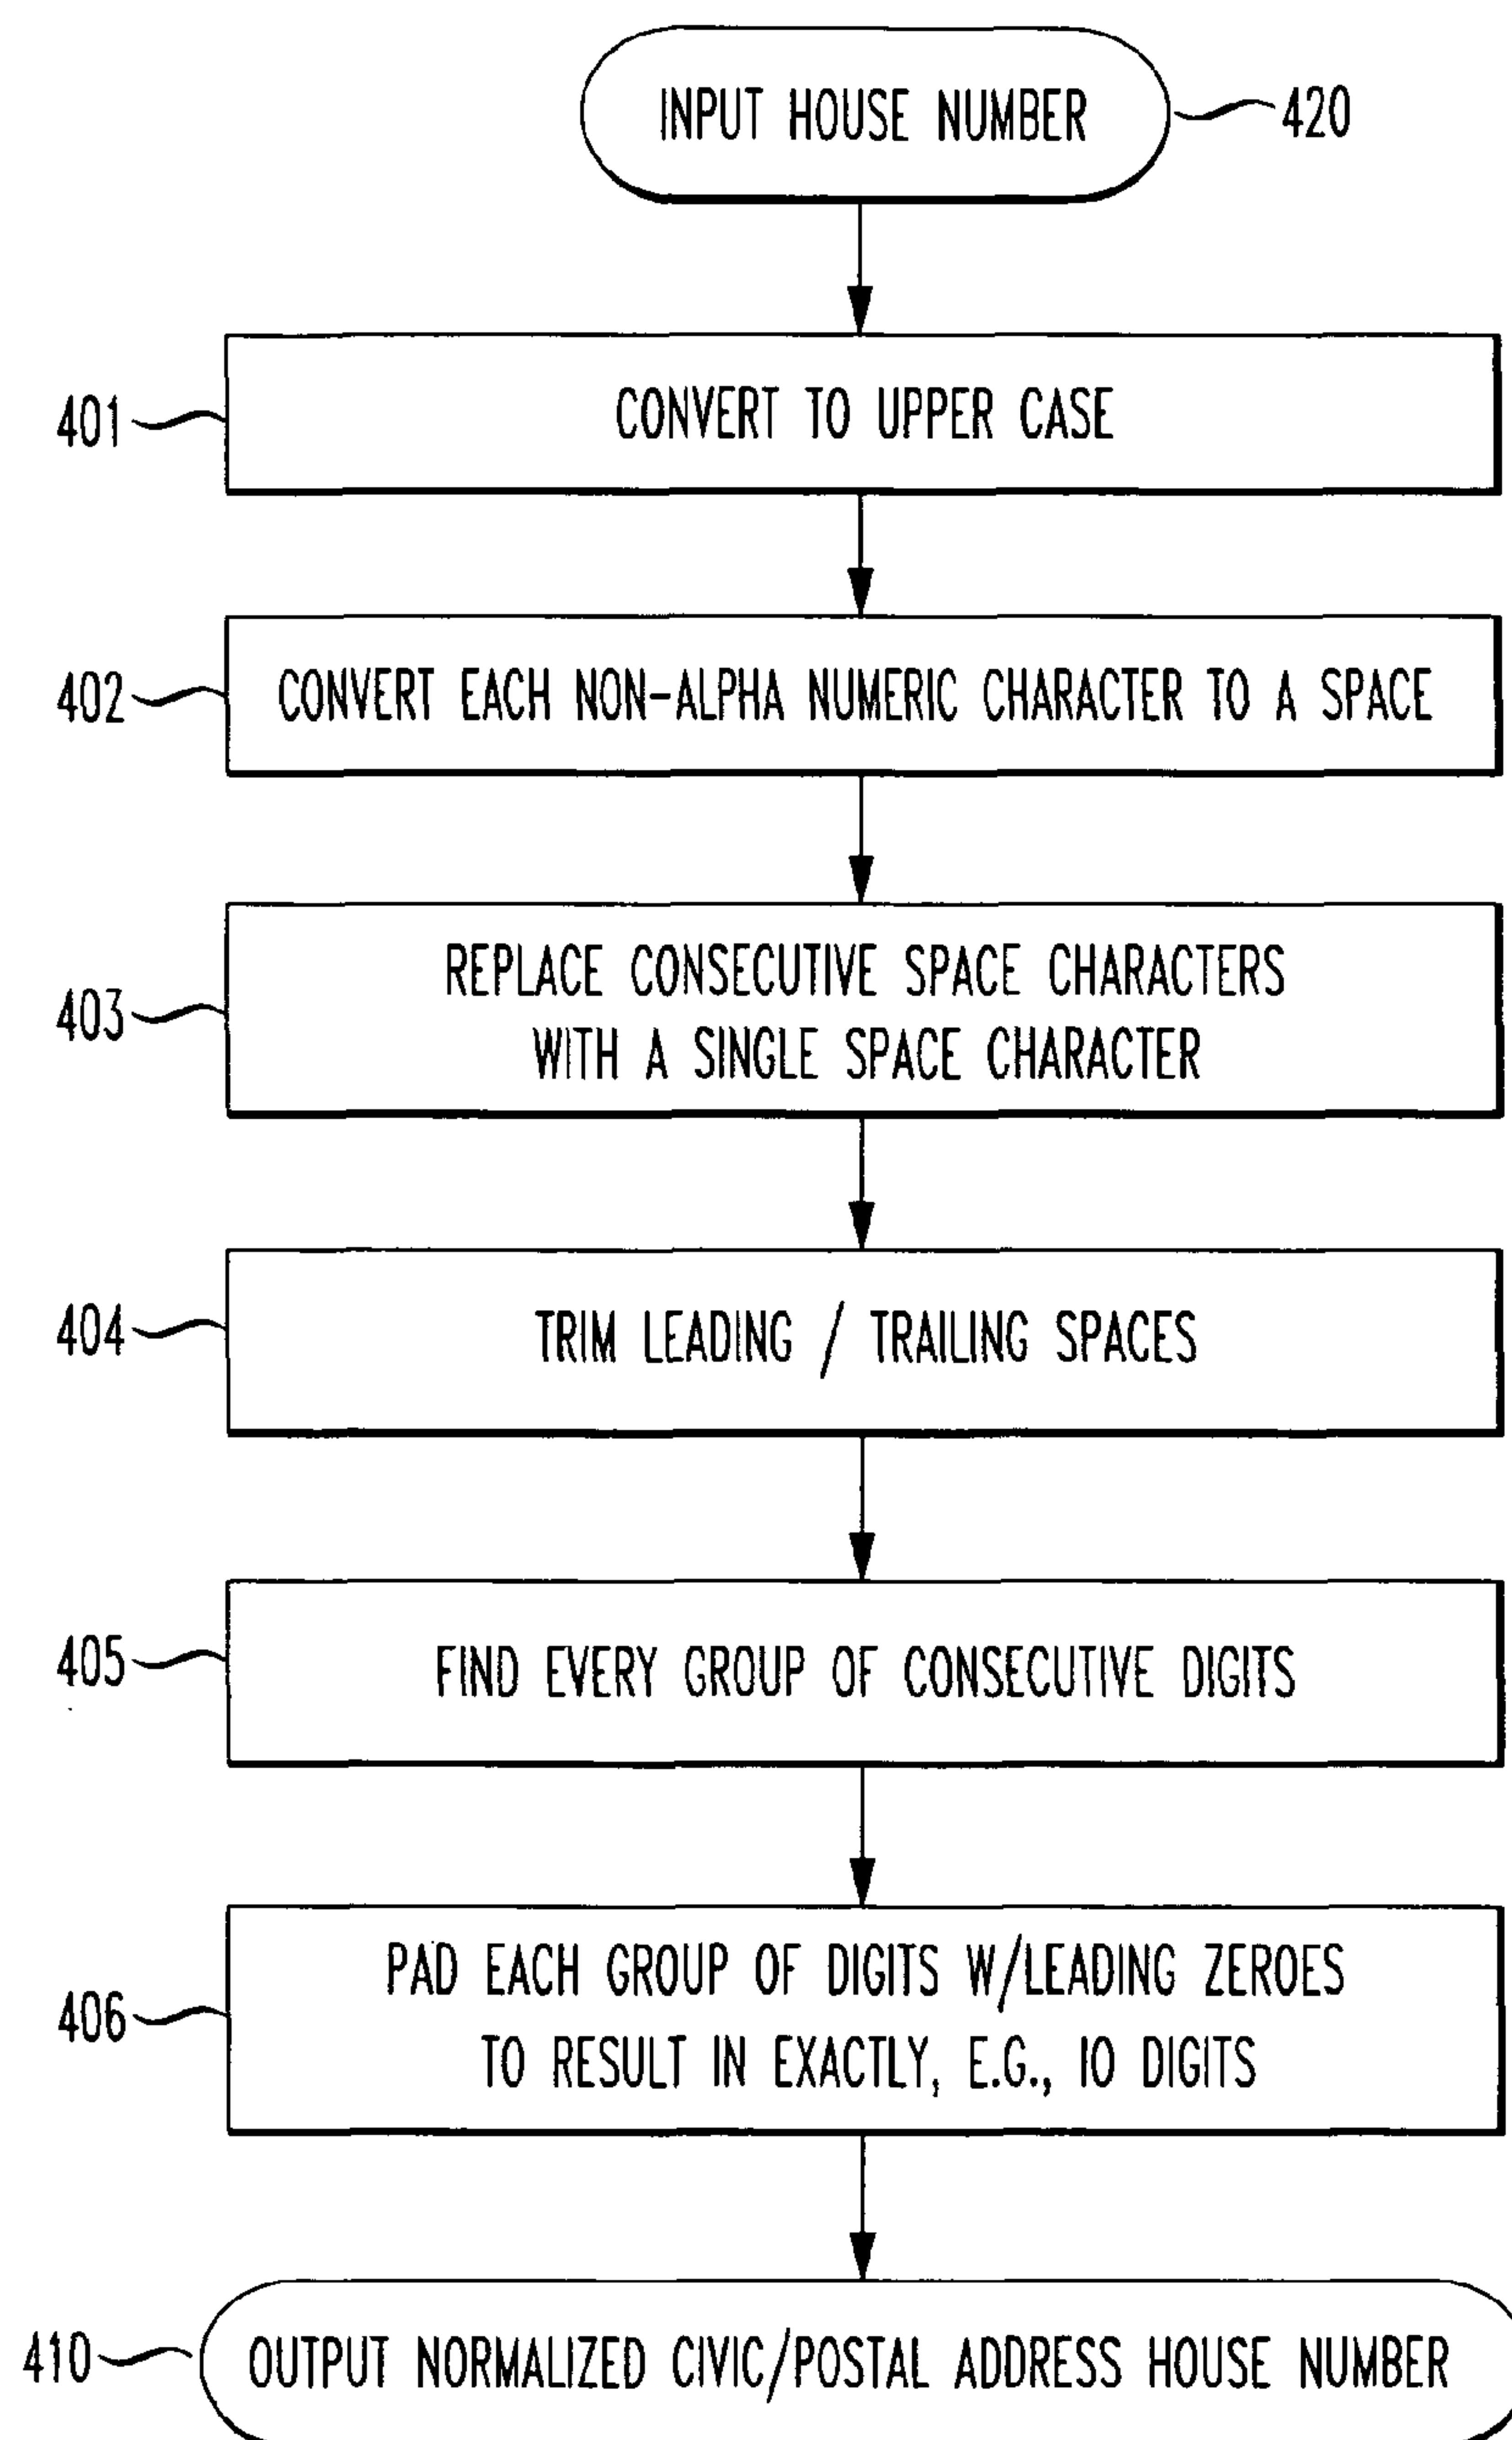 INPUT HOUSE NUMBER
420
401
CONVERT TO UPPER CASE
402
CONVERT EACH NON-ALPHA NUMERIC CHARACTER TO A SPACE
403
REPLACE CONSECUTIVE SPACE CHARACTERS
WITH A SINGLE SPACE CHARACTER
404
TRIM LEADING / TRAILING SPACES
405
FIND EVERY GROUP OF CONSECUTIVE DIGITS
406
PAD EACH GROUP OF DIGITS W/LEADING ZEROES
TO RESULT IN EXACTLY, E.G., 10 DIGITS
410
OUTPUT NORMALIZED CIVIC/POSTAL ADDRESS HOUSE NUMBER